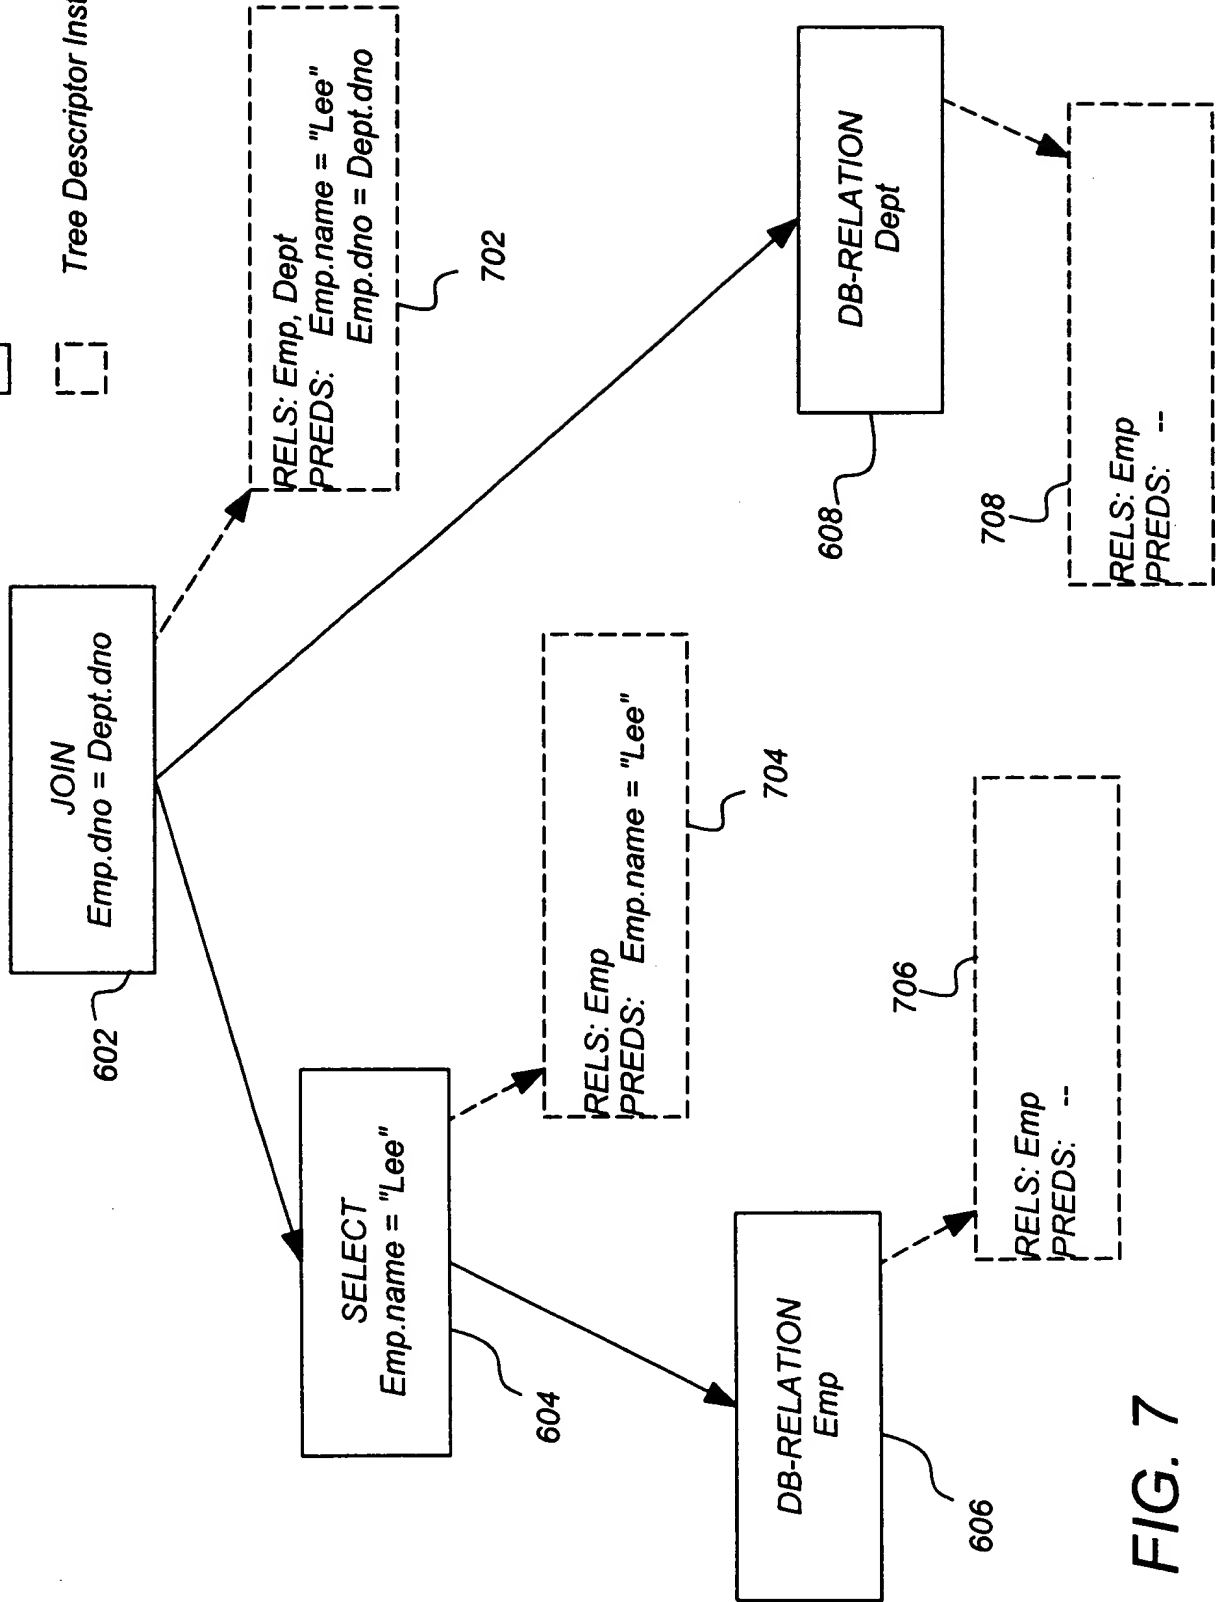 Tree Descriptor
JOIN
Emp.dno = Dept.dno
602
RELS: Emp, Dept
PREDS: Emp.name = "Lee"
Emp.dno = Dept.dno
702
SELECT
Emp.name = "Lee"
604
RELS: Emp
PREDS: Emp.name = "Lee"
704
DB-RELATION
Dept
608
DB-RELATION
Emp
606
706
RELS: Emp
PREDS: --
708
RELS: Emp
PREDS: --
FIG. 7